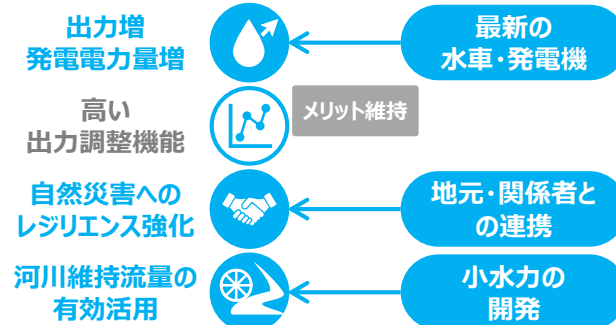 出力増
発電電力量増
最新の
水車・発電機
高い
出力調整機能
メリット維持
自然災害への
レジリエンス強化
地元・関係者と
の連携
河川維持流量の
有効活用
小水力の
開発